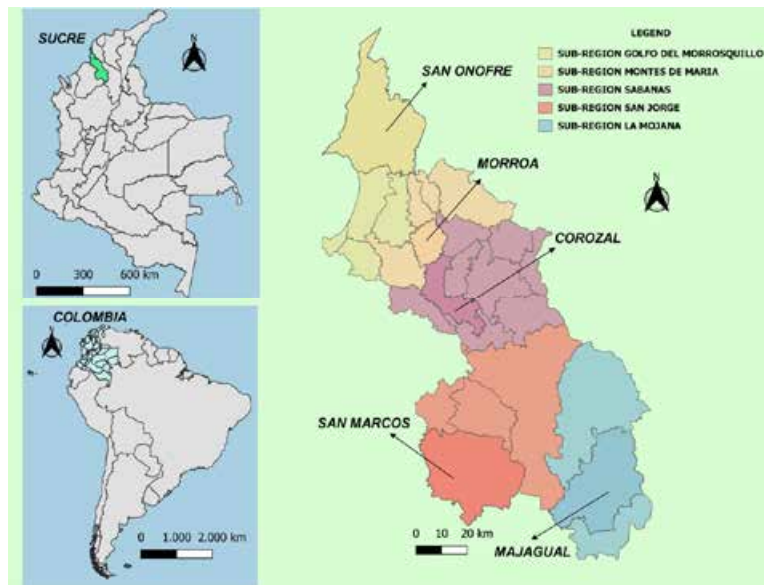 SUCRE
0 300 600 km
COLOMBIA
0 1.000 2.000 km
LEGEND
SUB-REGION GOLFO DEL MORROSQUILLO
SUB-REGION MONTES DE MARIA
SUB-REGION SABANAS
SUB-REGION SAN JORGE
SUB-REGION LA MOJANA
SAN ONOFRE
MORROA
COROZAL
SAN MARCOS
0 10 20 km
MAJAGUAL